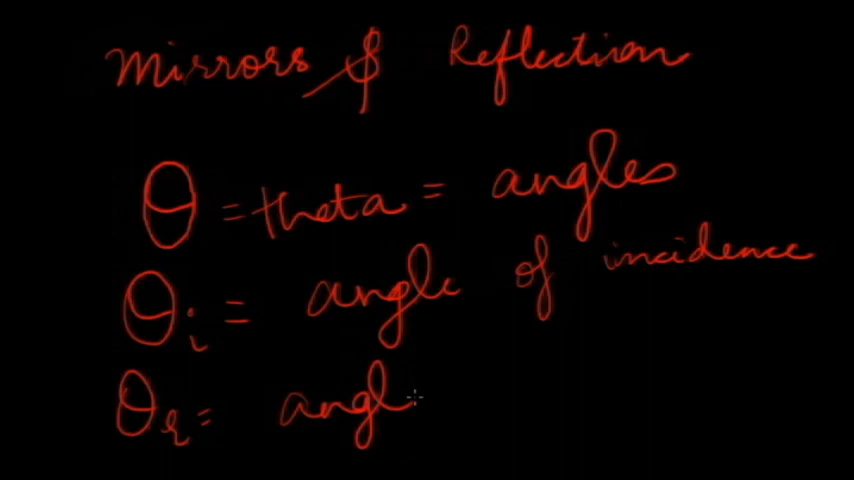 Mirrors & Reflection
θ = theta = angles
θi = angle of incidence
θr = angl